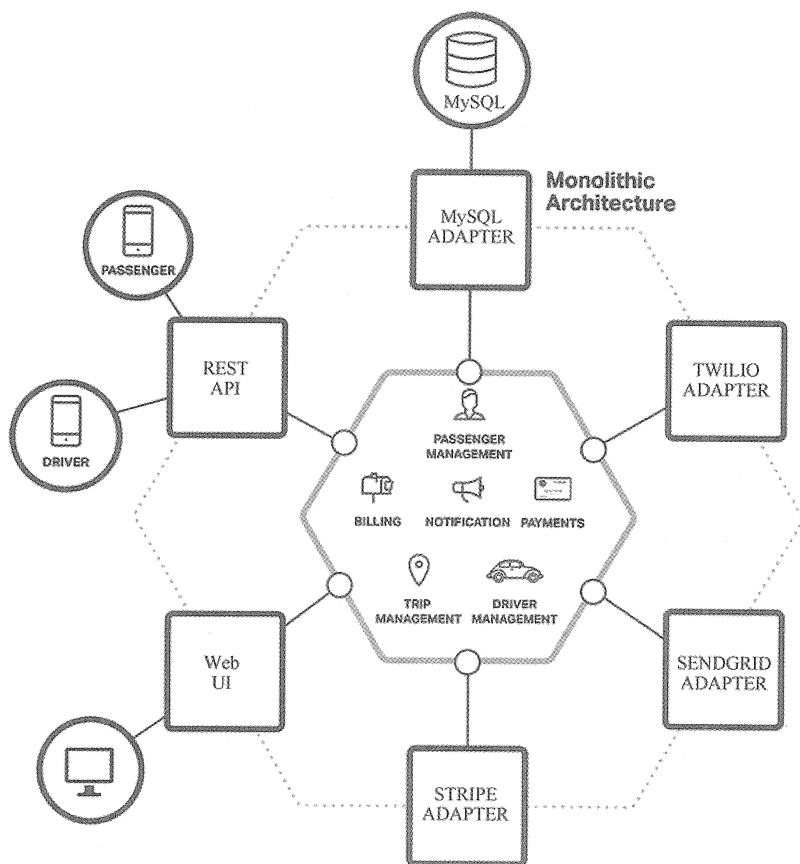 MySQL
Monolithic
Architecture
MySQL
ADAPTER
PASSENGER
REST
API
TWILIO
ADAPTER
DRIVER
PASSENGER
MANAGEMENT
BILLING
NOTIFICATION
PAYMENTS
TRIP
MANAGEMENT
DRIVER
MANAGEMENT
Web
UI
SENDGRID
ADAPTER
STRIPE
ADAPTER